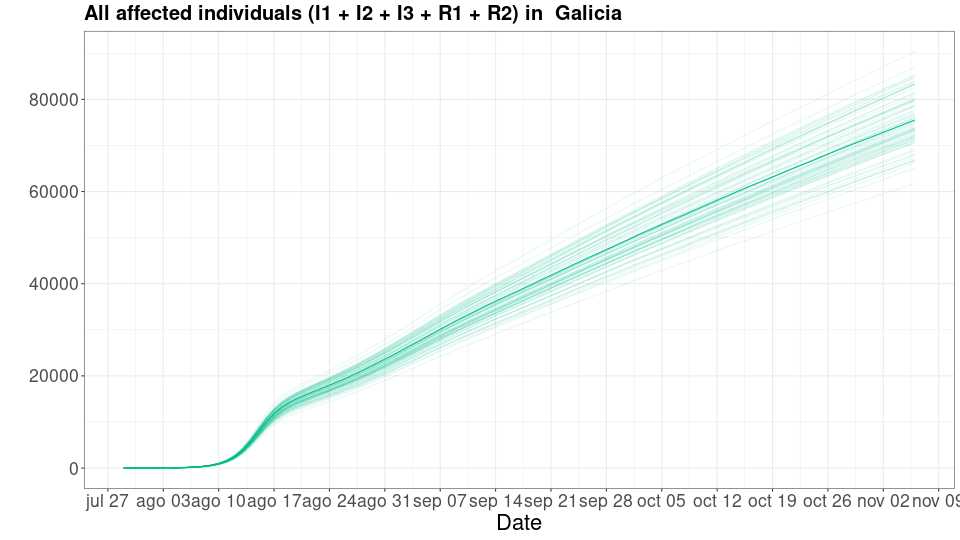 All affected individuals (I1 + I2 + I3 + R1 + R2) in  Galicia
80000
60000
40000
20000
0
jul 27 ago 03 ago 10 ago 17 ago 24 ago 31 sep 07 sep 14 sep 21 sep 28 oct 05 oct 12 oct 19 oct 26 nov 02 nov 09
Date